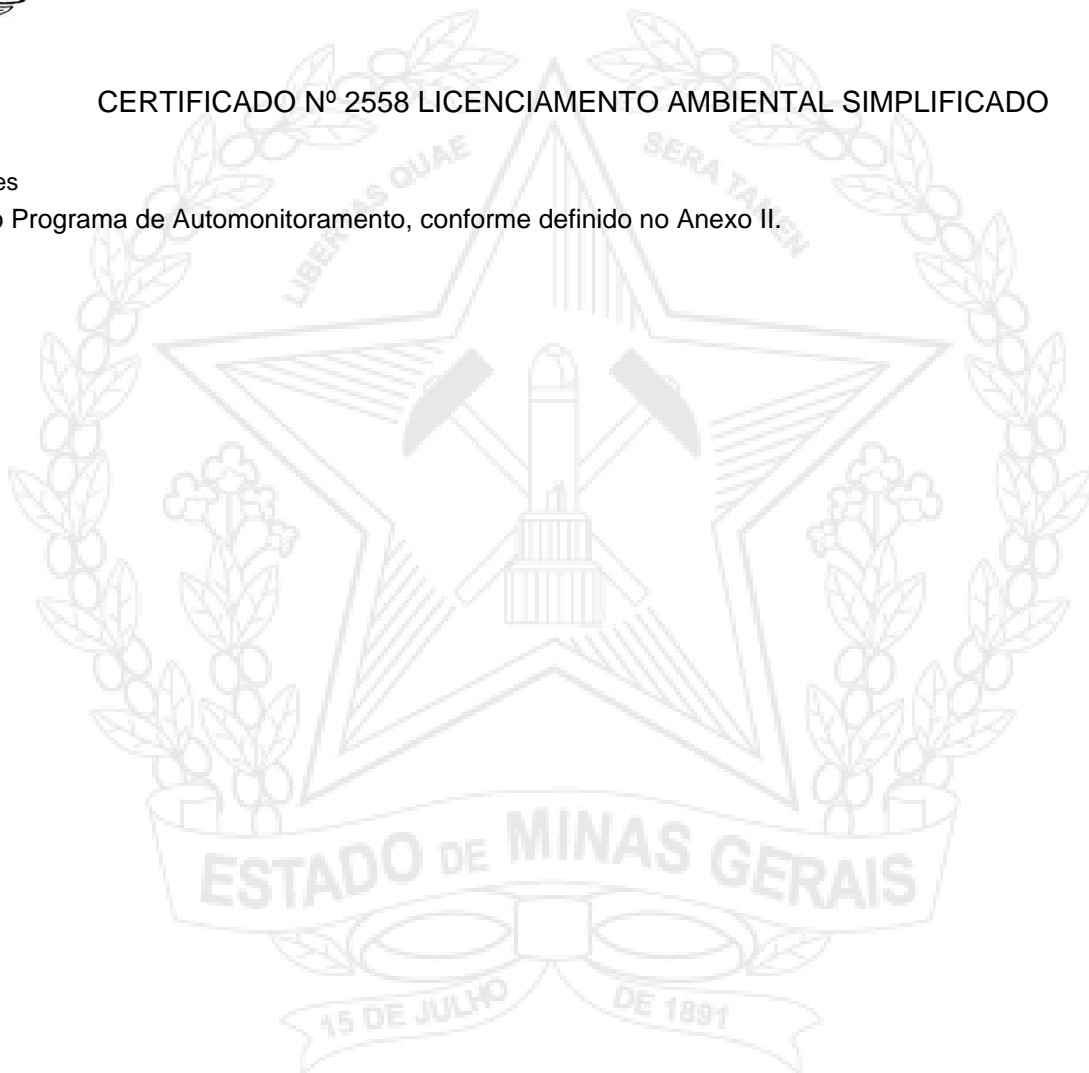 CERTIFICADO Nº 2558 LICENCIAMENTO AMBIENTAL SIMPLIFICADO
es
o Programa de Automonitoramento, conforme definido no Anexo II.
LIBERTAS QUAE SERA TAMEN
ESTADO DE MINAS GERAIS
15 DE JULHO DE 1891